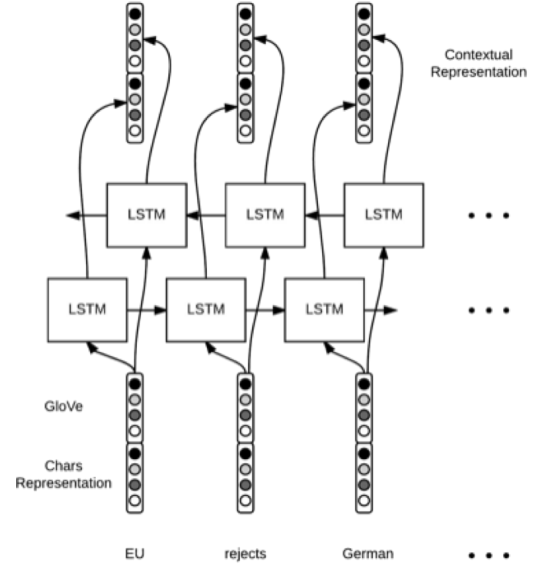 Contextual
Representation
LSTM
LSTM
LSTM
LSTM
LSTM
LSTM
GloVe
Chars
Representation
EU rejects German